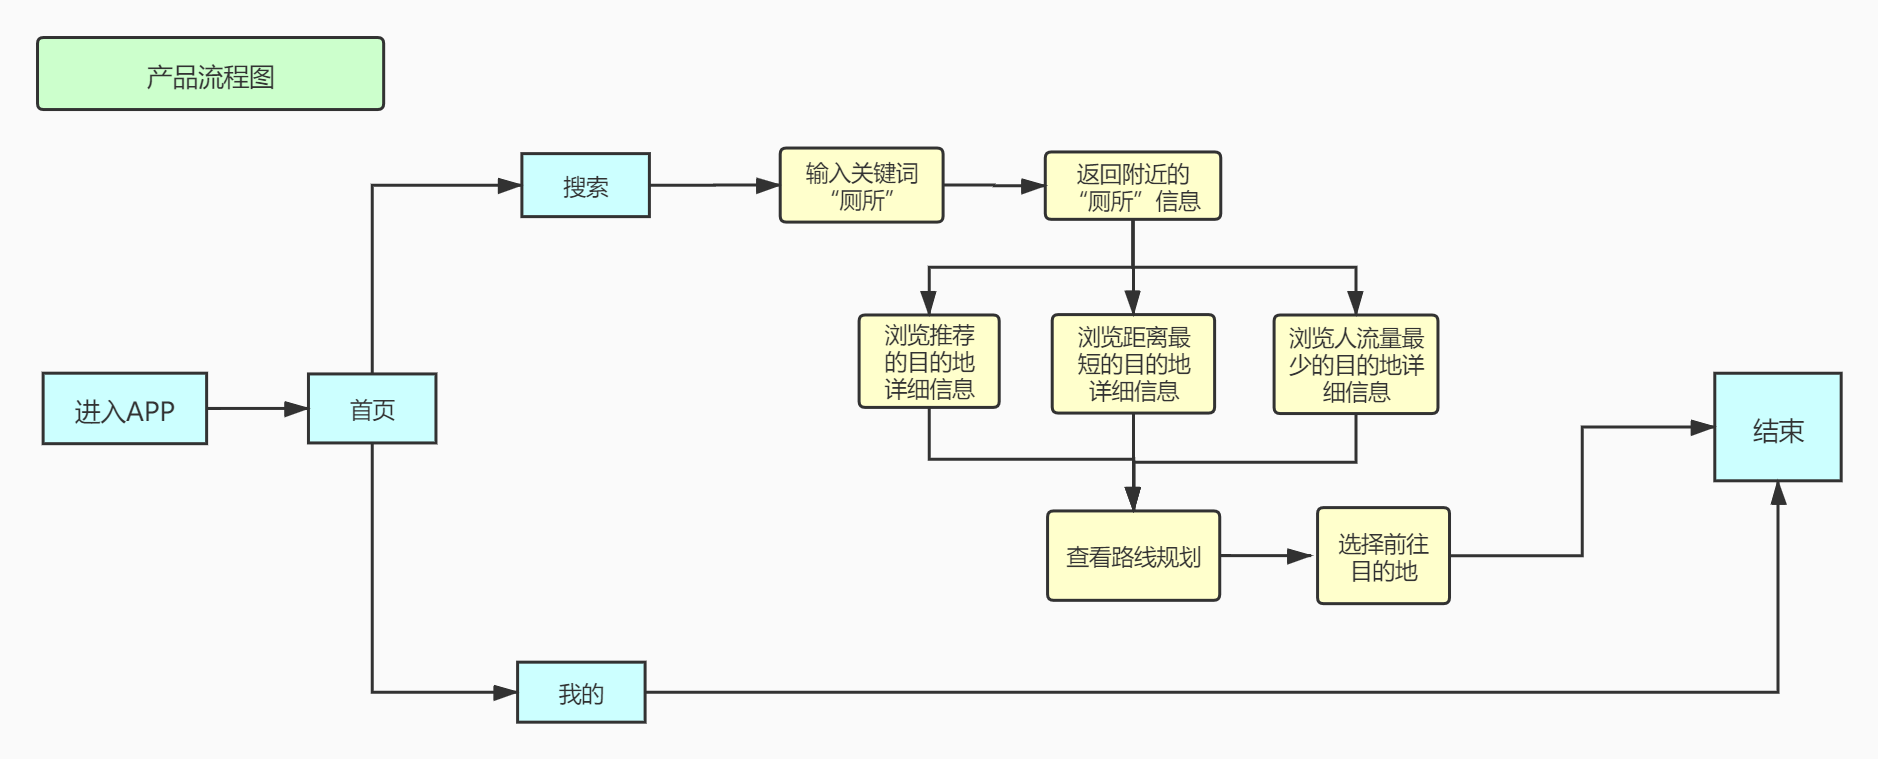 产品流程图
搜索
输入关键词
“厕所”
返回附近的
“厕所”信息
浏览推荐
的目的地
详细信息
浏览距离最
短的目的地
详细信息
浏览人流量最
少的目的地详
细信息
进入APP
首页
结束
查看路线规划
选择前往
目的地
我的